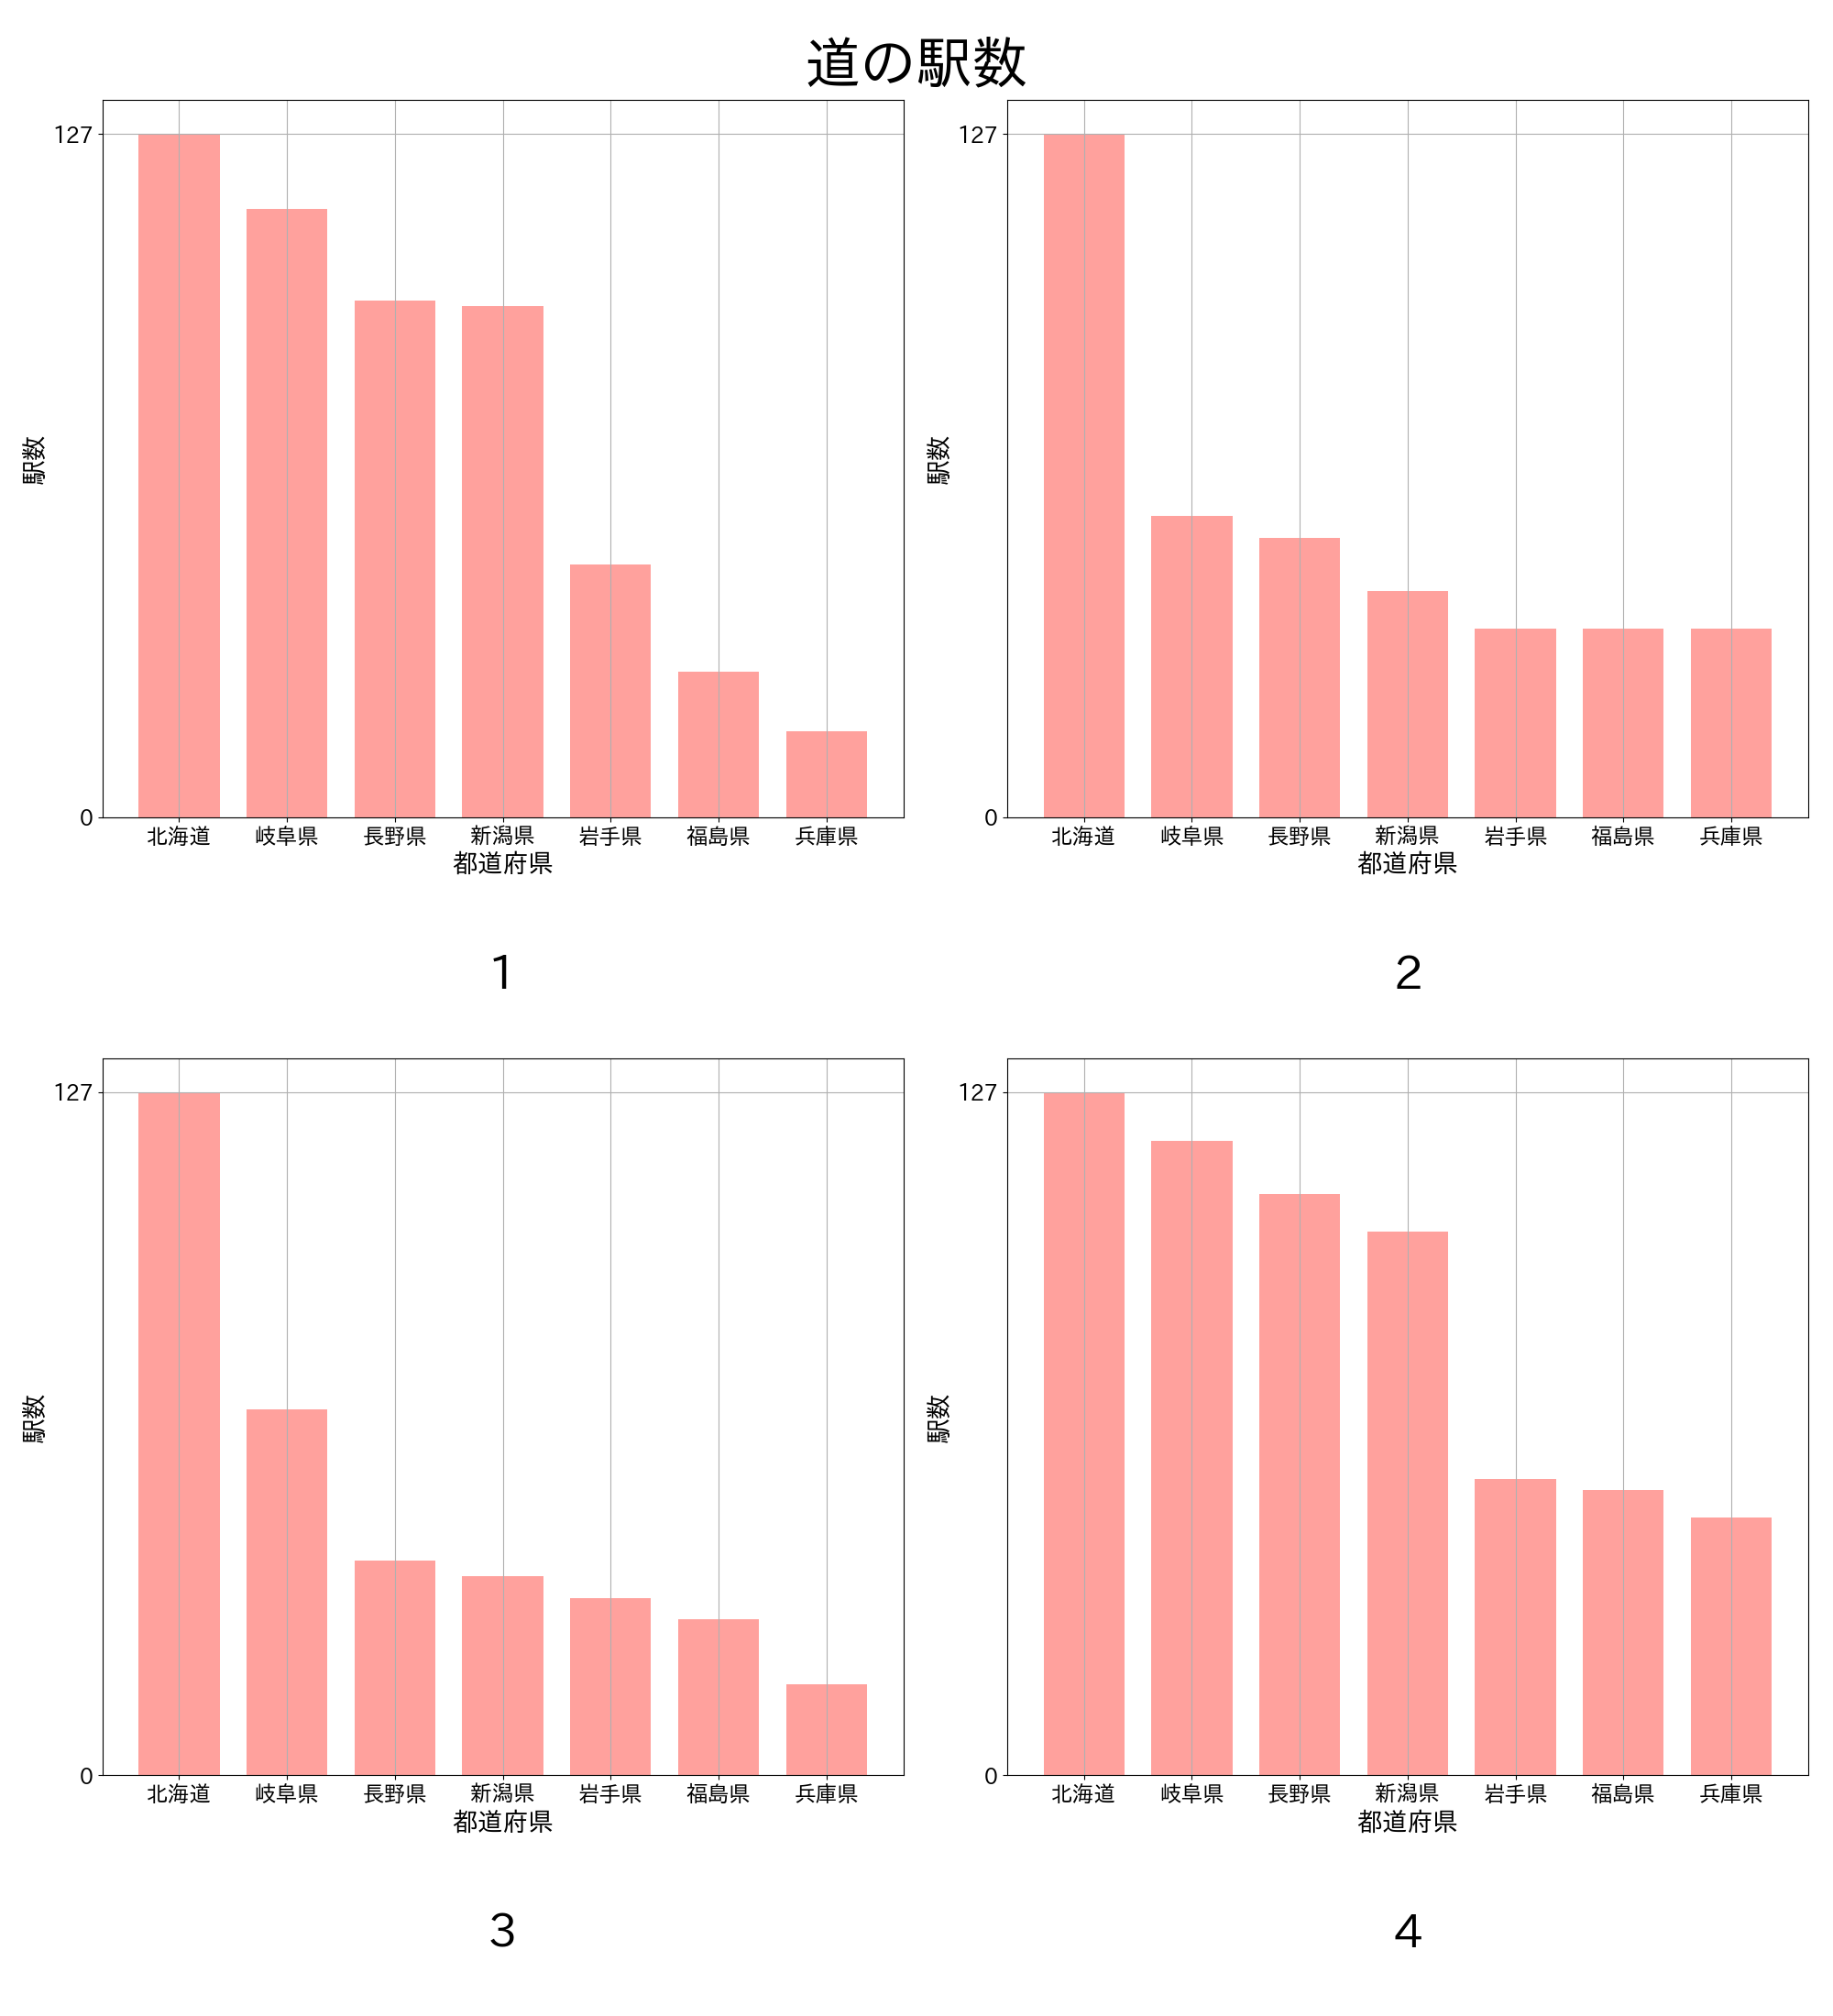 道の駅数
127
0
駅数
北海道 岐阜県 長野県 新潟県 岩手県 福島県 兵庫県
都道府県
1
127
0
駅数
北海道 岐阜県 長野県 新潟県 岩手県 福島県 兵庫県
都道府県
2
127
0
駅数
北海道 岐阜県 長野県 新潟県 岩手県 福島県 兵庫県
都道府県
3
127
0
駅数
北海道 岐阜県 長野県 新潟県 岩手県 福島県 兵庫県
都道府県
4